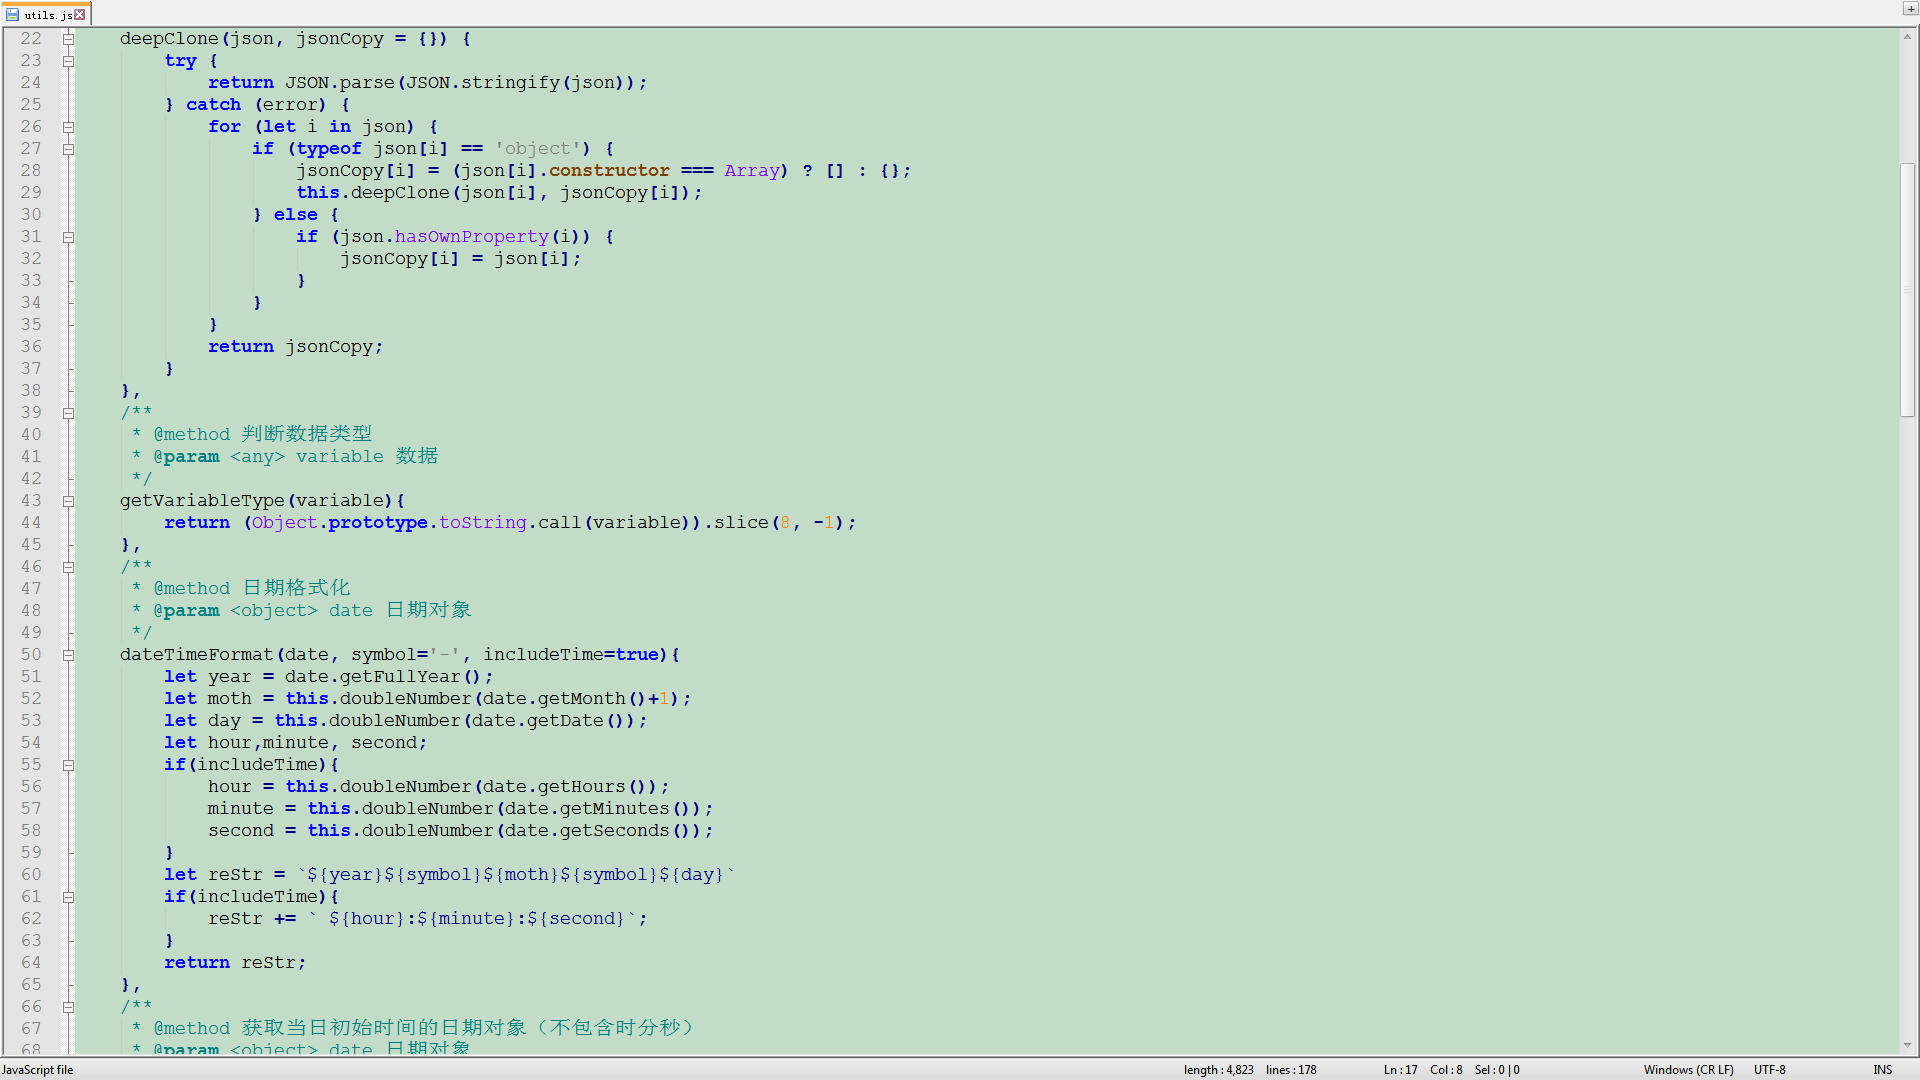 utils.js
22 deepClone(json, jsonCopy = {}) {
23 try {
24 return JSON.parse(JSON.stringify(json));
25 } catch (error) {
26 for (let i in json) {
27 if (typeof json[i] == 'object') {
28 jsonCopy[i] = (json[i].constructor === Array) ? [] : {};
29 this.deepClone(json[i], jsonCopy[i]);
30 } else {
31 if (json.hasOwnProperty(i)) {
32 jsonCopy[i] = json[i];
33 }
34 }
35 }
36 return jsonCopy;
37 }
38 },
39 /**
40 * @method 判断数据类型
41 * @param <any> variable 数据
42 */
43 getVariableType(variable){
44 return (Object.prototype.toString.call(variable)).slice(8, -1);
45 },
46 /**
47 * @method 日期格式化
48 * @param <object> date 日期对象
49 */
50 dateTimeFormat(date, symbol='-', includeTime=true){
51 let year = date.getFullYear();
52 let moth = this.doubleNumber(date.getMonth()+1);
53 let day = this.doubleNumber(date.getDate());
54 let hour,minute, second;
55 if(includeTime){
56 hour = this.doubleNumber(date.getHours());
57 minute = this.doubleNumber(date.getMinutes());
58 second = this.doubleNumber(date.getSeconds());
59 }
60 let reStr = `${year}${symbol}${moth}${symbol}${day}`
61 if(includeTime){
62 reStr += ` ${hour}:${minute}:${second}`;
63 }
64 return reStr;
65 },
66 /**
67 * @method 获取当日初始时间的日期对象（不包含时分秒）
68 * @param <object> date 日期对象
JavaScript file length : 4,823 lines : 178 Ln : 17 Col : 8 Sel : 0 | 0 Windows (CR LF) UTF-8 INS